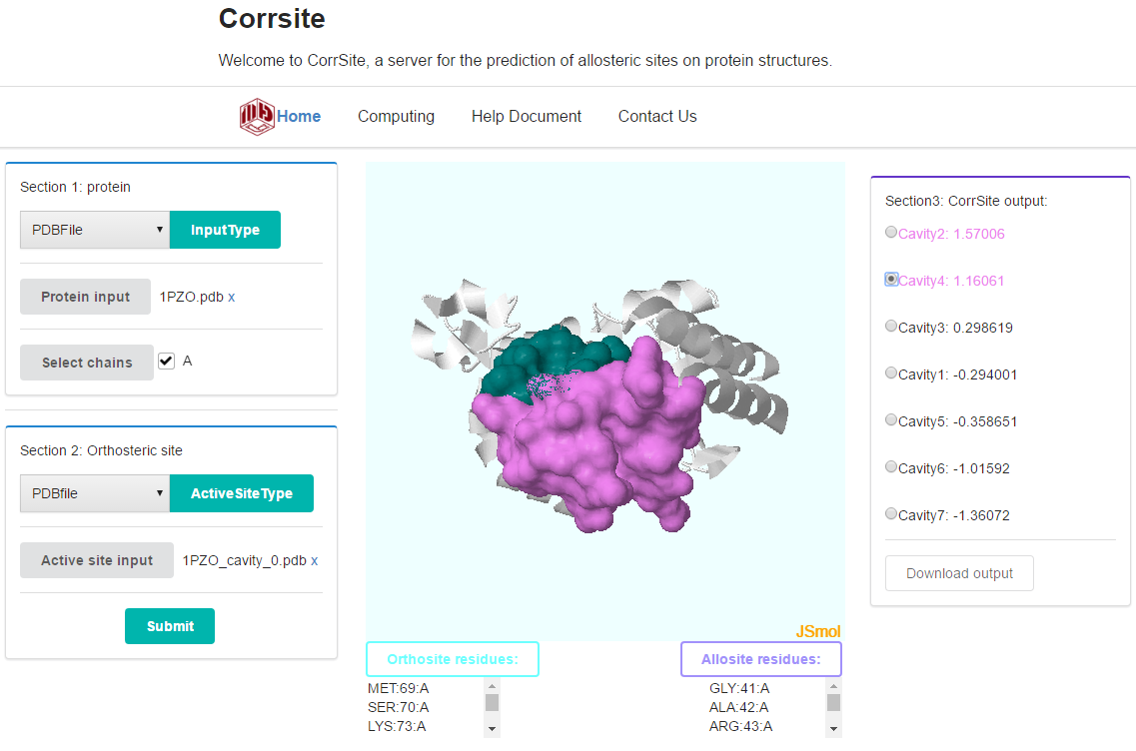 Corrsite
Welcome to CorrSite, a server for the prediction of allosteric sites on protein structures.
Home Computing Help Document Contact Us
Section 1: protein
PDBFile InputType
Protein input 1PZO.pdb x
Select chains A
Section 2: Orthosteric site
PDBfile ActiveSiteType
Active site input 1PZO_cavity_0.pdb x
Submit
JSmol
Orthosite residues:
MET:69:A
SER:70:A
LYS:73:A
Allosite residues:
GLY:41:A
ALA:42:A
ARG:43:A
Section3: CorrSite output:
Cavity2: 1.57006
Cavity4: 1.16061
Cavity3: 0.298619
Cavity1: -0.294001
Cavity5: -0.358651
Cavity6: -1.01592
Cavity7: -1.36072
Download output